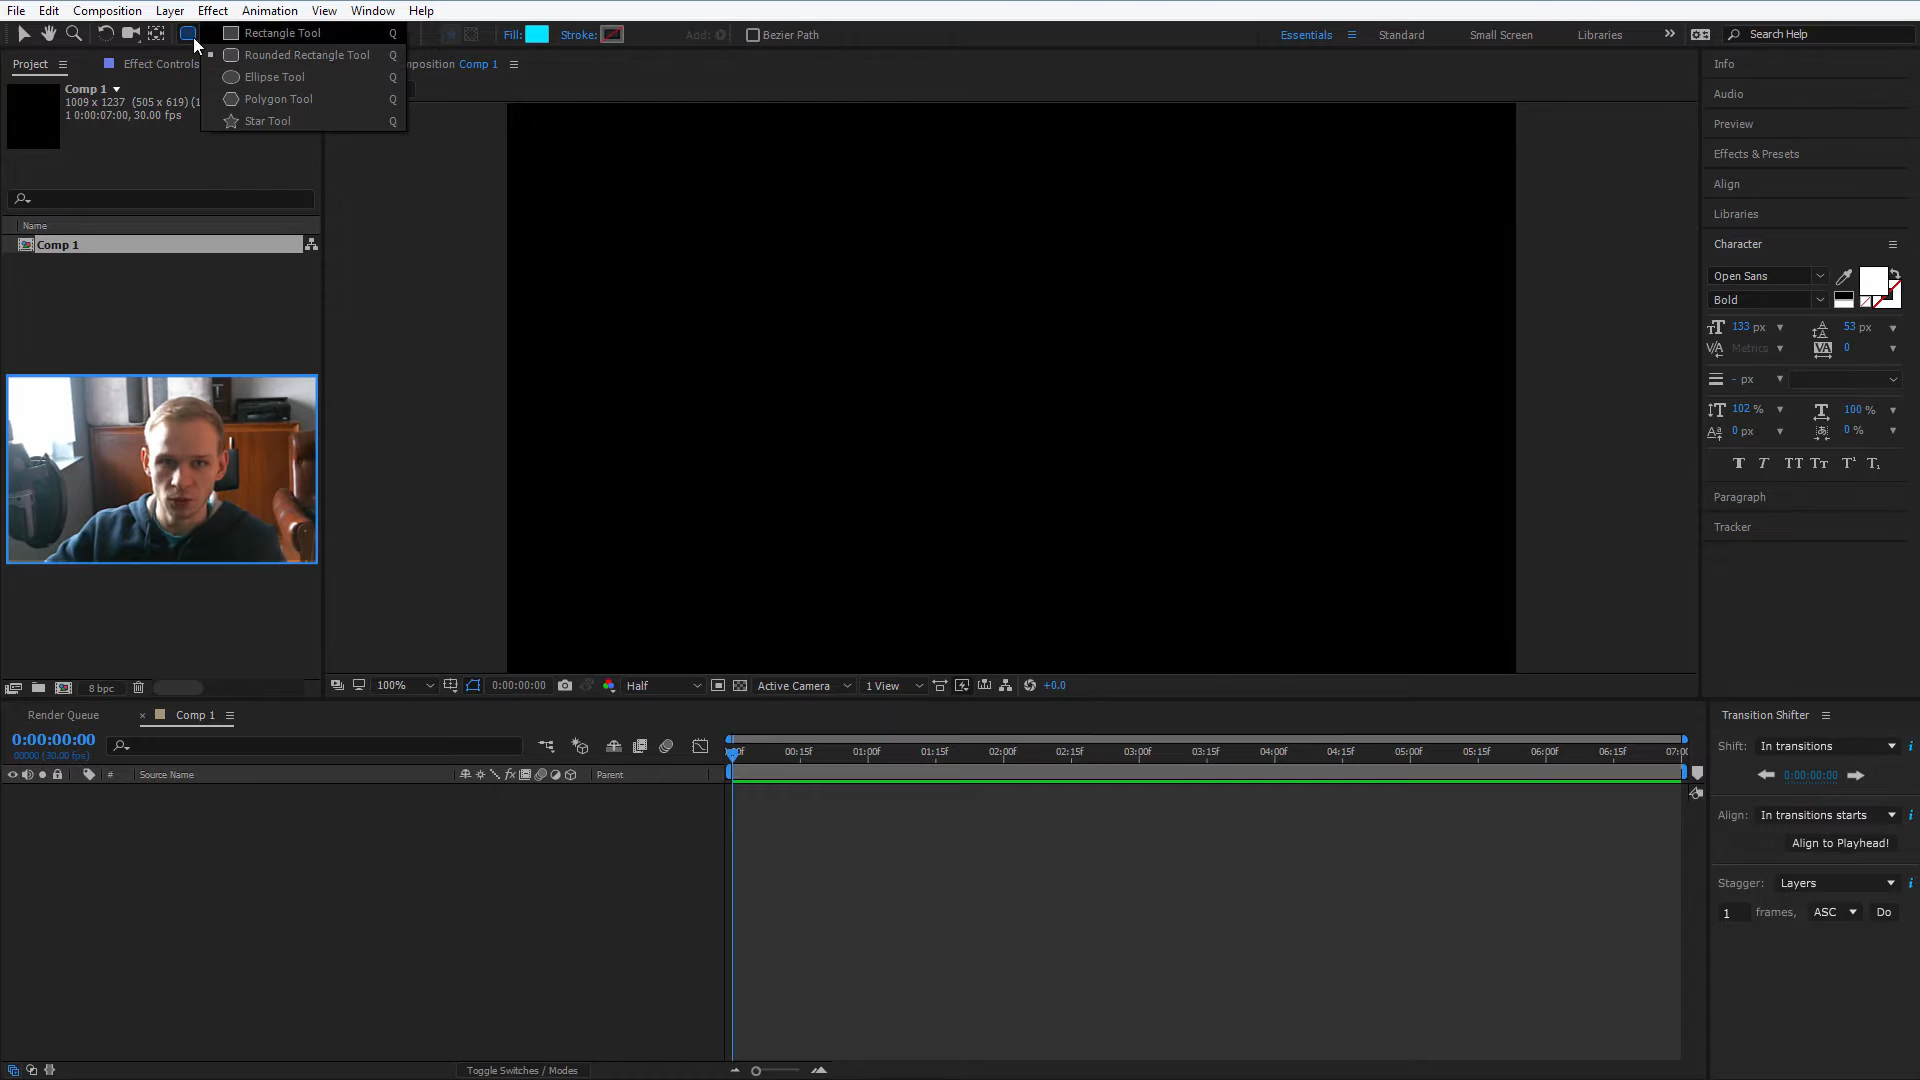 File Edit Composition Layer Effect Animation View Window Help
Rectangle Tool Q
Rounded Rectangle Tool Q
Ellipse Tool Q
Polygon Tool Q
Star Tool Q
Fill: Stroke: Add: Bezier Path
Essentials Standard Small Screen Libraries Search Help
Project Effect Controls
position Comp 1
Comp 1
1009 x 1237 (505 x 619) (1
1 0:00:07:00, 30.00 fps
Name
Comp 1
8 bpc
100% 0:00:00:00 Half Active Camera 1 View +0.0
Info
Audio
Preview
Effects & Presets
Align
Libraries
Character
Open Sans
Bold
133 px 53 px
Metrics 0
- px
102 % 100 %
0 px 0 %
T T TT Tт T¹ T₁
Paragraph
Tracker
Render Queue × Comp 1
0:00:00:00
00000 (30.00 fps)
# Source Name Parent
00f 00:15f 01:00f 01:15f 02:00f 02:15f 03:00f 03:15f 04:00f 04:15f 05:00f 05:15f 06:00f 06:15f 07:00
Toggle Switches / Modes
Transition Shifter
Shift: In transitions i
0:00:00:00
Align: In transitions starts i
Align to Playhead!
Stagger: Layers i
1 frames, ASC Do